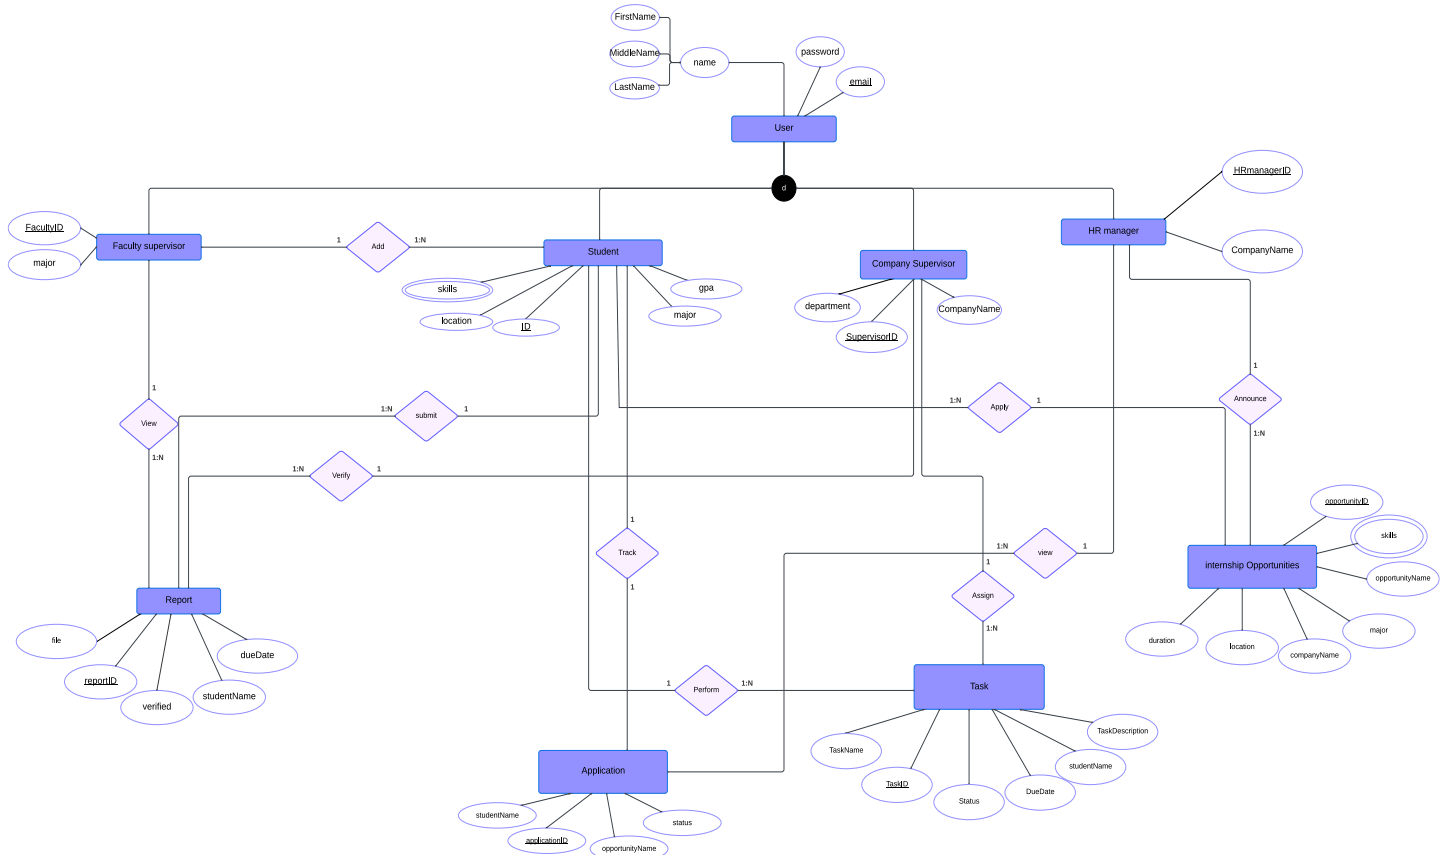 FirstName
MiddleName
LastName
name
password
email
User
d
HRmanagerID
CompanyName
HR manager
FacultyID
major
Faculty supervisor
1
Add
1:N
Student
skills
location
ID
major
gpa
Company Supervisor
department
SupervisorID
CompanyName
1
View
1:N
1:N
submit
1
1:N
Apply
1
1
Announce
1:N
1:N
Verify
1
1
Track
1
1:N
view
1
1
Assign
1:N
opportunityID
skills
opportunityName
major
companyName
location
duration
internship Opportunities
Report
file
reportID
verified
studentName
dueDate
1
Perform
1:N
Task
TaskName
TaskID
Status
DueDate
studentName
TaskDescription
Application
studentName
applicationID
opportunityName
status